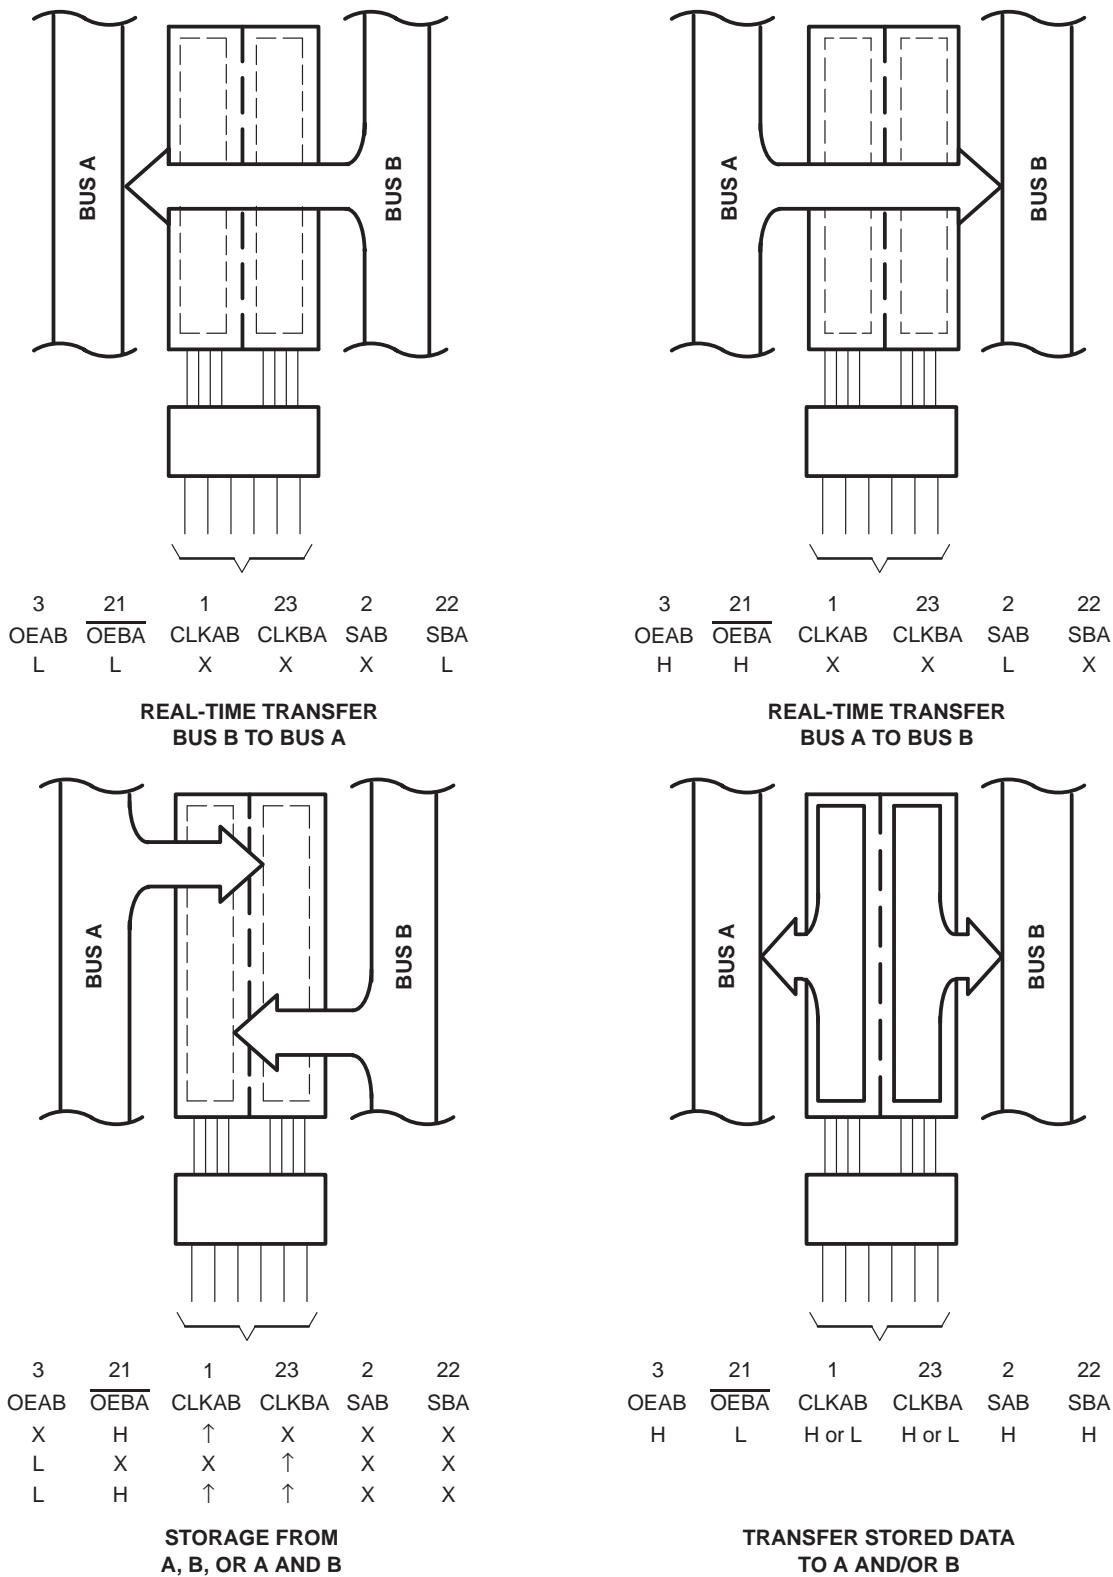 BUS A
BUS B
BUS A
BUS B
3 21 1 23 2 22
OEAB OEBA CLKAB CLKBA SAB SBA
L L X X X L
REAL-TIME TRANSFER
BUS B TO BUS A
3 21 1 23 2 22
OEAB OEBA CLKAB CLKBA SAB SBA
H H X X L X
REAL-TIME TRANSFER
BUS A TO BUS B
BUS A
BUS B
BUS A
BUS B
3 21 1 23 2 22
OEAB OEBA CLKAB CLKBA SAB SBA
X H ↑ X X X
L X X ↑ X X
L H ↑ ↑ X X
STORAGE FROM
A, B, OR A AND B
3 21 1 23 2 22
OEAB OEBA CLKAB CLKBA SAB SBA
H L H or L H or L H H
TRANSFER STORED DATA
TO A AND/OR B